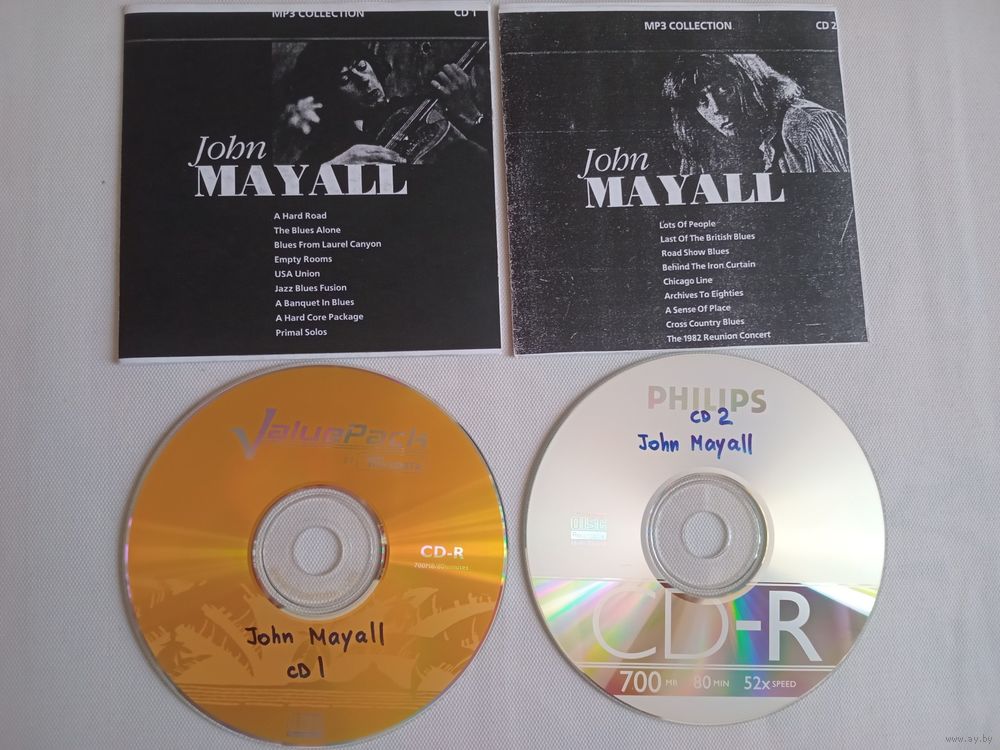 MP3 COLLECTION CD 1
John
MAYALL
A Hard Road
The Blues Alone
Blues From Laurel Canyon
Empty Rooms
USA Union
Jazz Blues Fusion
A Banquet In Blues
A Hard Core Package
Primal Solos
MP3 COLLECTION CD 2
John
MAYALL
Lots Of People
Last Of The British Blues
Road Show Blues
Behind The Iron Curtain
Chicago Line
Archives To Eighties
A Sense Of Place
Cross Country Blues
The 1982 Reunion Concert
ValuePack
CD-R
700MB/80minutes
John Mayall
CD 1
PHILIPS
CD 2
John Mayall
disc
CD-R
700 MB 80 MIN 52x SPEED
www.ay.by